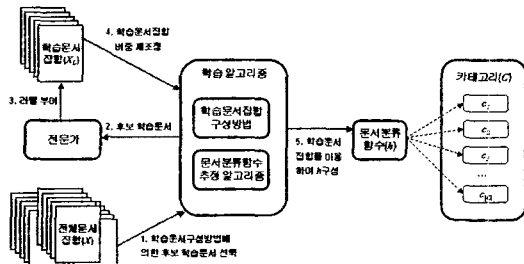 학습문서
집합(X_L)
4. 학습문서집합
비중 재조정
학습 알고리즘
학습문서집합
구성방법
문서분류함수
추정 알고리즘
3. 라벨 부여
전문가
2. 후보 학습문서
전체문서
집합(X)
1. 학습문서구성방법에
의한 후보 학습문서 선택
5. 학습문서
집합을 이용
하여 h구성
문서분류
함수(h)
카테고리(C)
c₁
c₂
...
c|C|